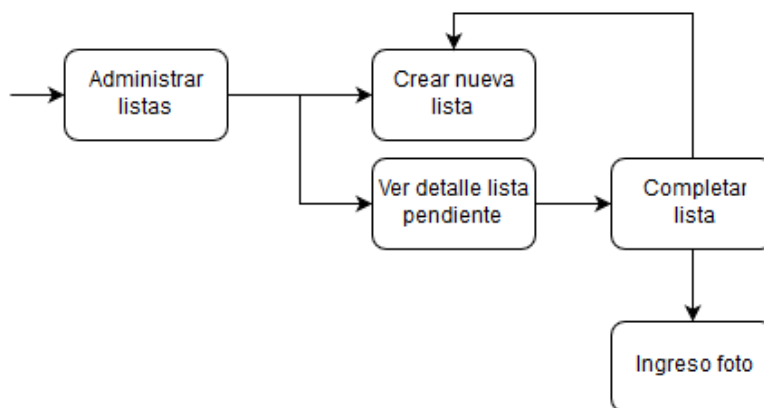 Administrar
listas
Crear nueva
lista
Ver detalle lista
pendiente
Completar
lista
Ingreso foto